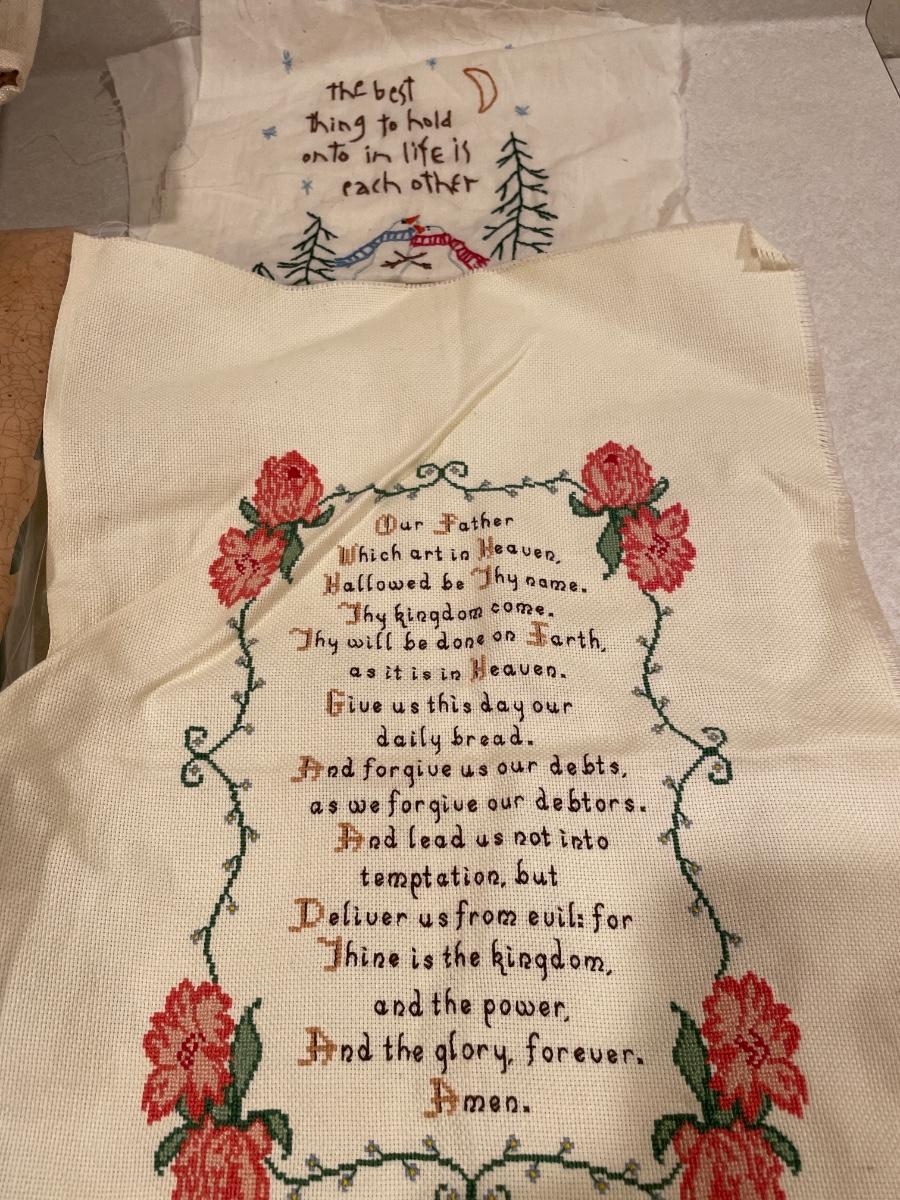 the best
thing to hold
onto in life is
each other
Our Father
Which art in Heaven,
Hallowed be Thy name.
Thy kingdom come.
Thy will be done on Earth,
as it is in Heaven.
Give us this day our
daily bread.
And forgive us our debts,
as we forgive our debtors.
And lead us not into
temptation, but
Deliver us from evil: for
Thine is the kingdom,
and the power,
And the glory, forever.
Amen.